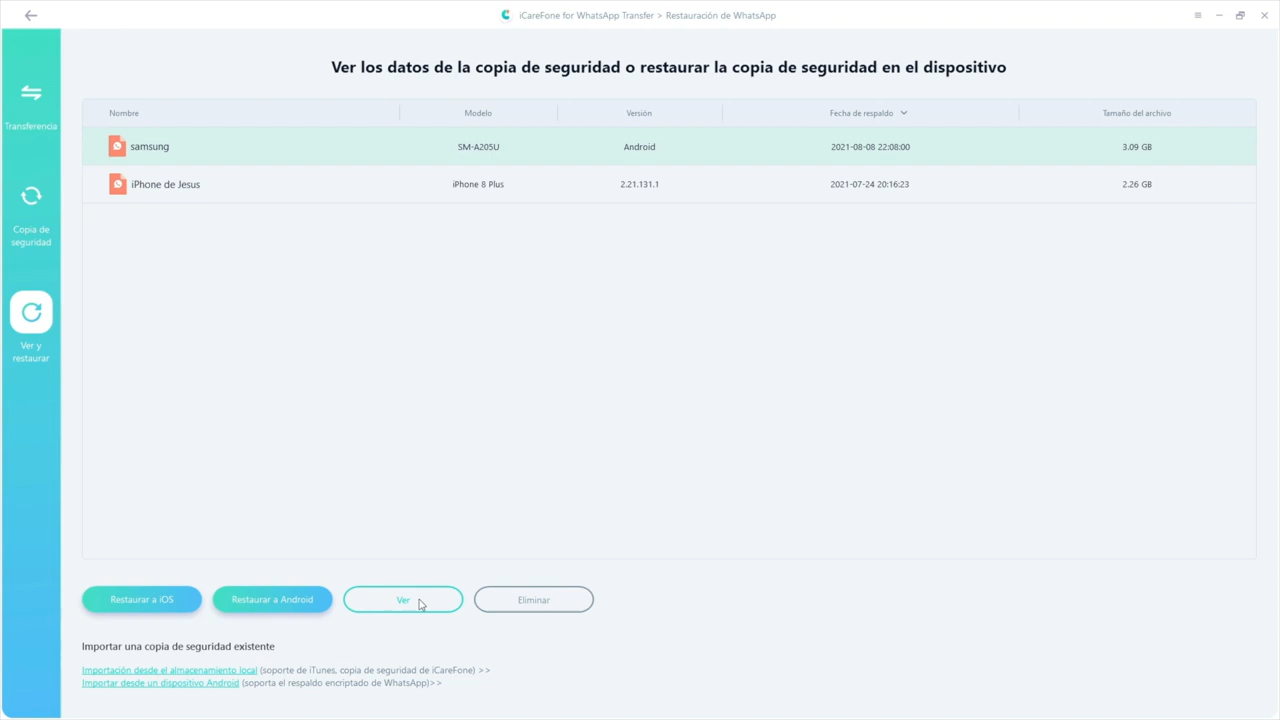 iCareFone for WhatsApp Transfer > Restauración de WhatsApp
Transferencia
Copia de
seguridad
Ver y
restaurar
Ver los datos de la copia de seguridad o restaurar la copia de seguridad en el dispositivo
Nombre Modelo Versión Fecha de respaldo Tamaño del archivo
samsung SM-A205U Android 2021-08-08 22:08:00 3.09 GB
iPhone de Jesus iPhone 8 Plus 2.21.131.1 2021-07-24 20:16:23 2.26 GB
Restaurar a iOS Restaurar a Android Ver Eliminar
Importar una copia de seguridad existente
Importación desde el almacenamiento local (soporte de iTunes, copia de seguridad de iCareFone) >>
Importar desde un dispositivo Android (soporta el respaldo encriptado de WhatsApp)>>